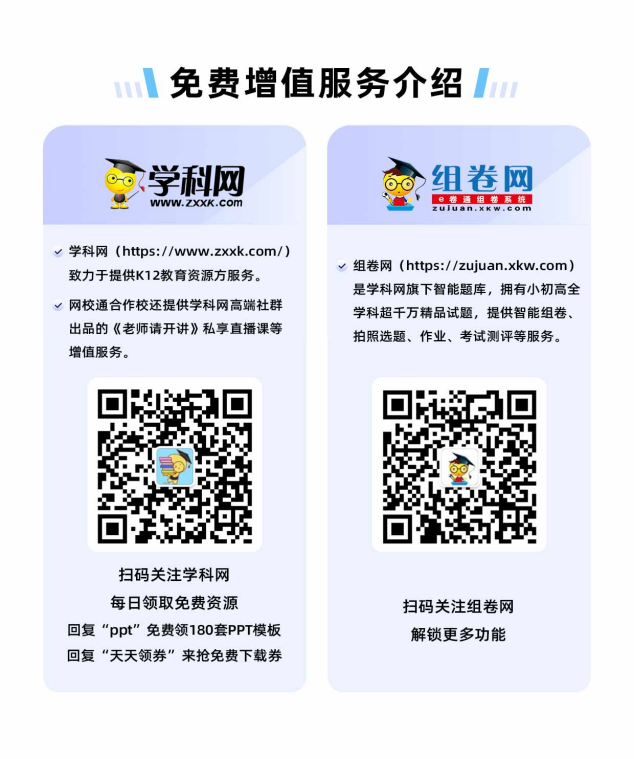 免费增值服务介绍
学科网
www.zxxk.com
学科网（https://www.zxxk.com/）
致力于提供K12教育资源方服务。
网校通合作校还提供学科网高端社群
出品的《老师请开讲》私享直播课等
增值服务。
扫码关注学科网
每日领取免费资源
回复“ppt”免费领180套PPT模板
回复“天天领券”来抢免费下载券
组卷网
e卷通组卷系统
zujuan.xkw.com
组卷网（https://zujuan.xkw.com）
是学科网旗下智能题库，拥有小初高全
学科超千万精品试题，提供智能组卷、
拍照选题、作业、考试测评等服务。
扫码关注组卷网
解锁更多功能